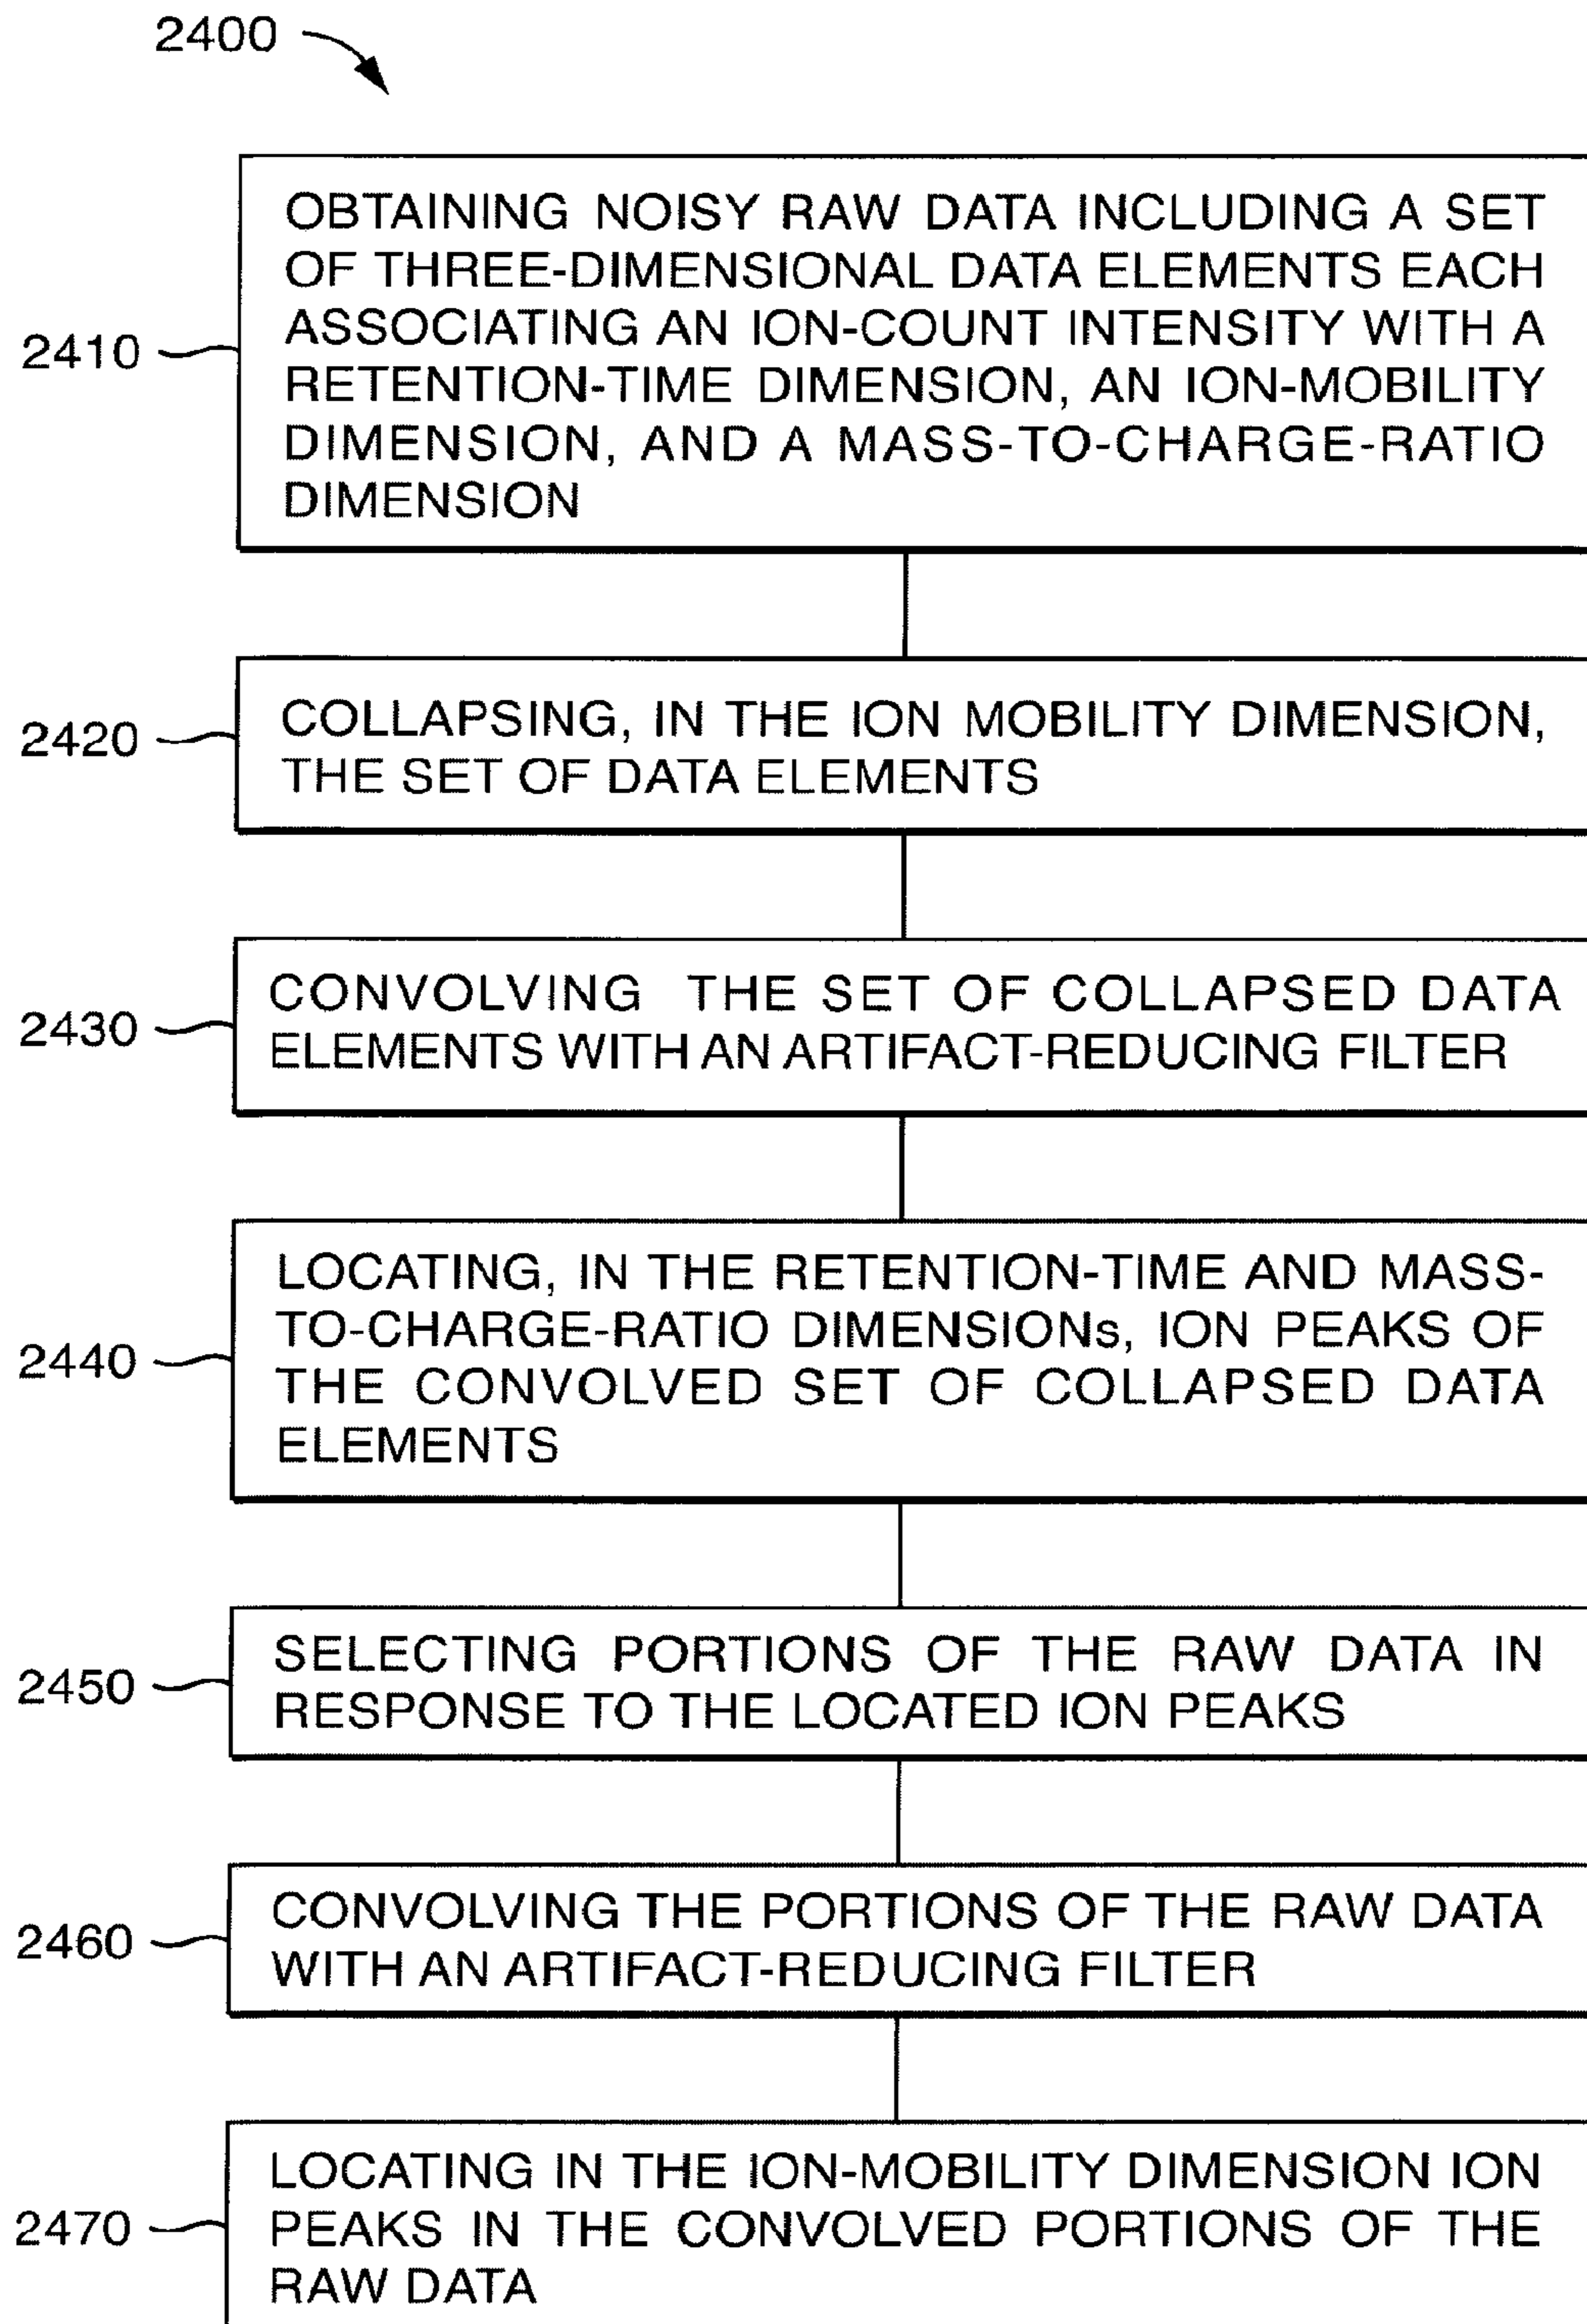 2400
2410
OBTAINING NOISY RAW DATA INCLUDING A SET
OF THREE-DIMENSIONAL DATA ELEMENTS EACH
ASSOCIATING AN ION-COUNT INTENSITY WITH A
RETENTION-TIME DIMENSION, AN ION-MOBILITY
DIMENSION, AND A MASS-TO-CHARGE-RATIO
DIMENSION
2420
COLLAPSING, IN THE ION MOBILITY DIMENSION,
THE SET OF DATA ELEMENTS
2430
CONVOLVING THE SET OF COLLAPSED DATA
ELEMENTS WITH AN ARTIFACT-REDUCING FILTER
2440
LOCATING, IN THE RETENTION-TIME AND MASS-
TO-CHARGE-RATIO DIMENSIONs, ION PEAKS OF
THE CONVOLVED SET OF COLLAPSED DATA
ELEMENTS
2450
SELECTING PORTIONS OF THE RAW DATA IN
RESPONSE TO THE LOCATED ION PEAKS
2460
CONVOLVING THE PORTIONS OF THE RAW DATA
WITH AN ARTIFACT-REDUCING FILTER
2470
LOCATING IN THE ION-MOBILITY DIMENSION ION
PEAKS IN THE CONVOLVED PORTIONS OF THE
RAW DATA